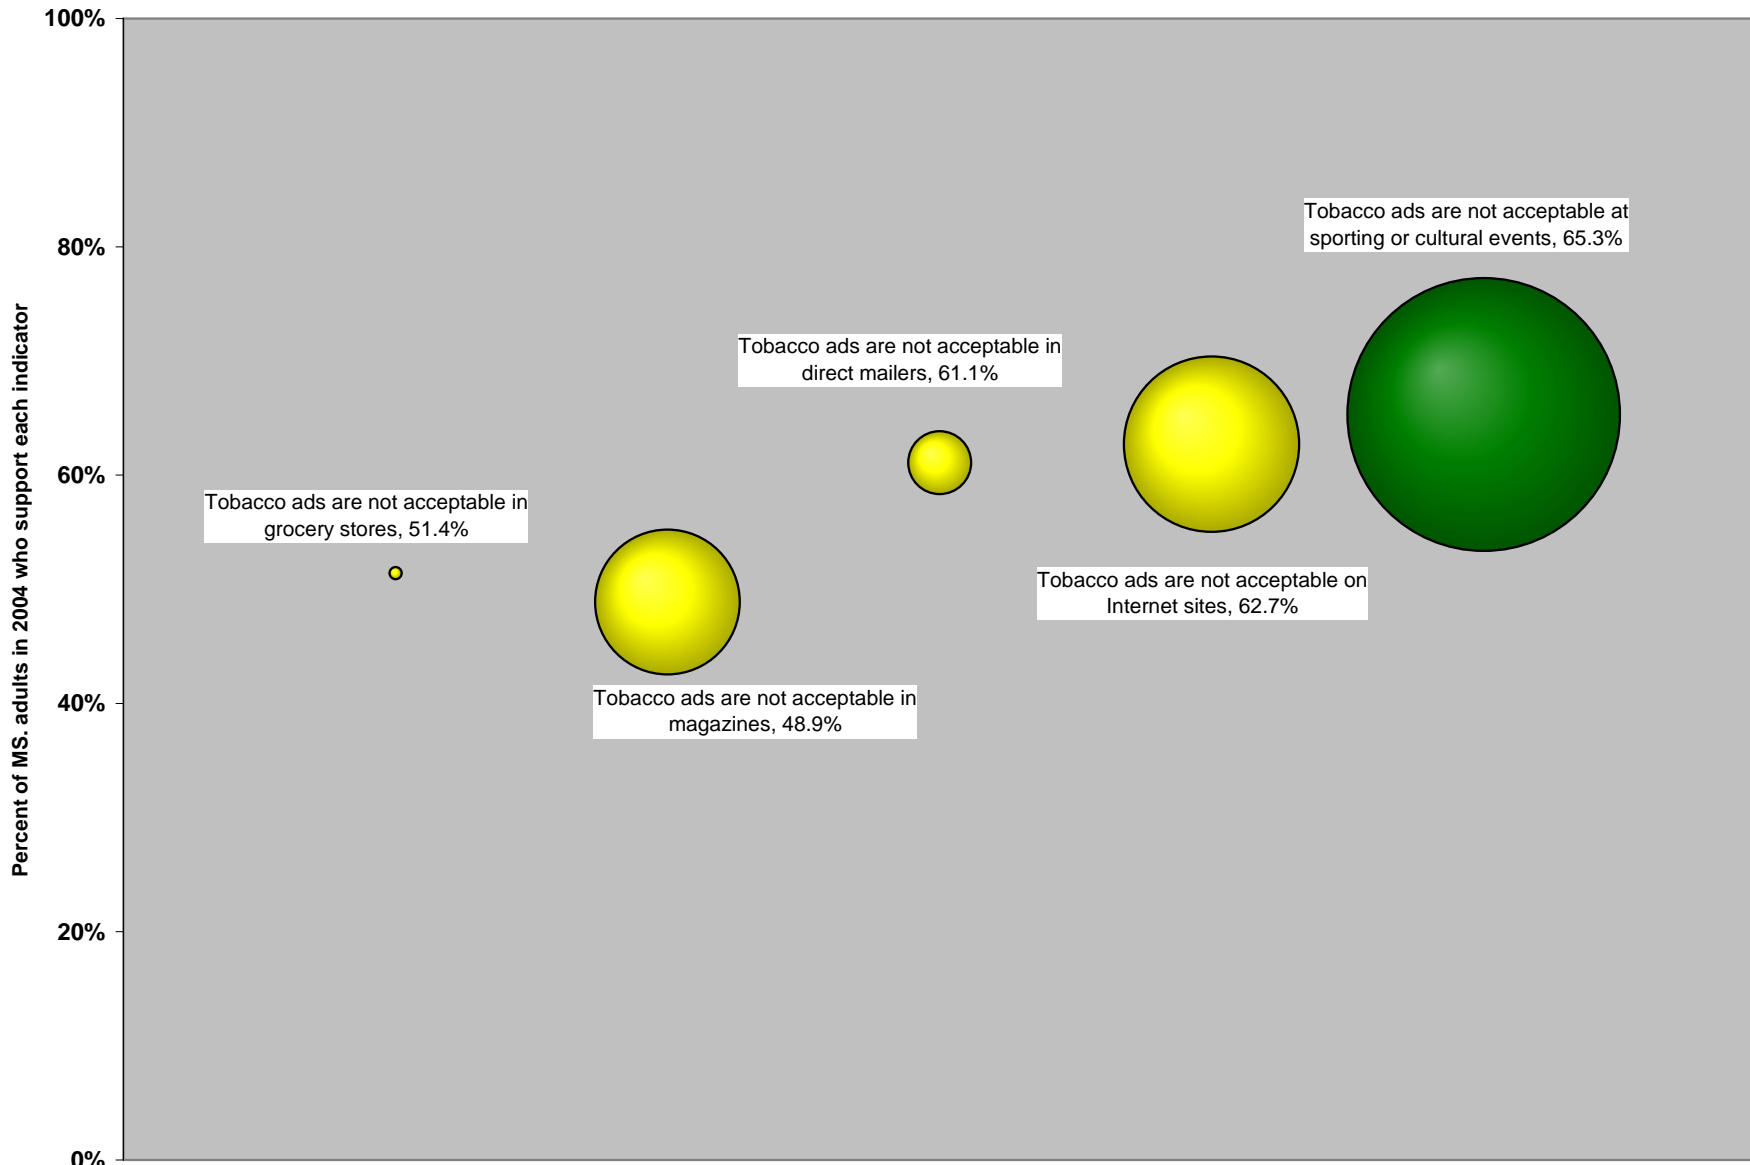 100%
80%
60%
40%
20%
0%
Percent of MS. adults in 2004 who support each indicator
Tobacco ads are not acceptable in
grocery stores, 51.4%
Tobacco ads are not acceptable in
magazines, 48.9%
Tobacco ads are not acceptable in
direct mailers, 61.1%
Tobacco ads are not acceptable on
Internet sites, 62.7%
Tobacco ads are not acceptable at
sporting or cultural events, 65.3%